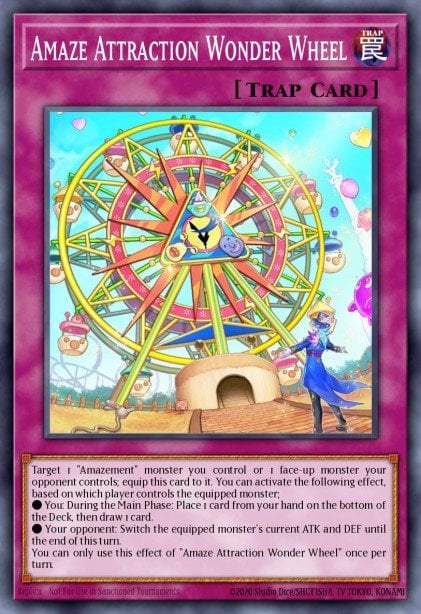 Amaze Attraction Wonder Wheel
TRAP
罠
[Trap Card]
Target 1 "Amazement" monster you control or 1 face-up monster your
opponent controls; equip this card to it. You can activate the following effect,
based on which player controls the equipped monster;
● You: During the Main Phase: Place 1 card from your hand on the bottom
of the Deck, then draw 1 card.
● Your opponent: Switch the equipped monster's current ATK and DEF until
the end of this turn.
You can only use this effect of "Amaze Attraction Wonder Wheel" once per
turn.
Replica - Not For Use in Sanctioned Tournaments
©2020 Studio Dice/SHUEISHA, TV TOKYO, KONAMI